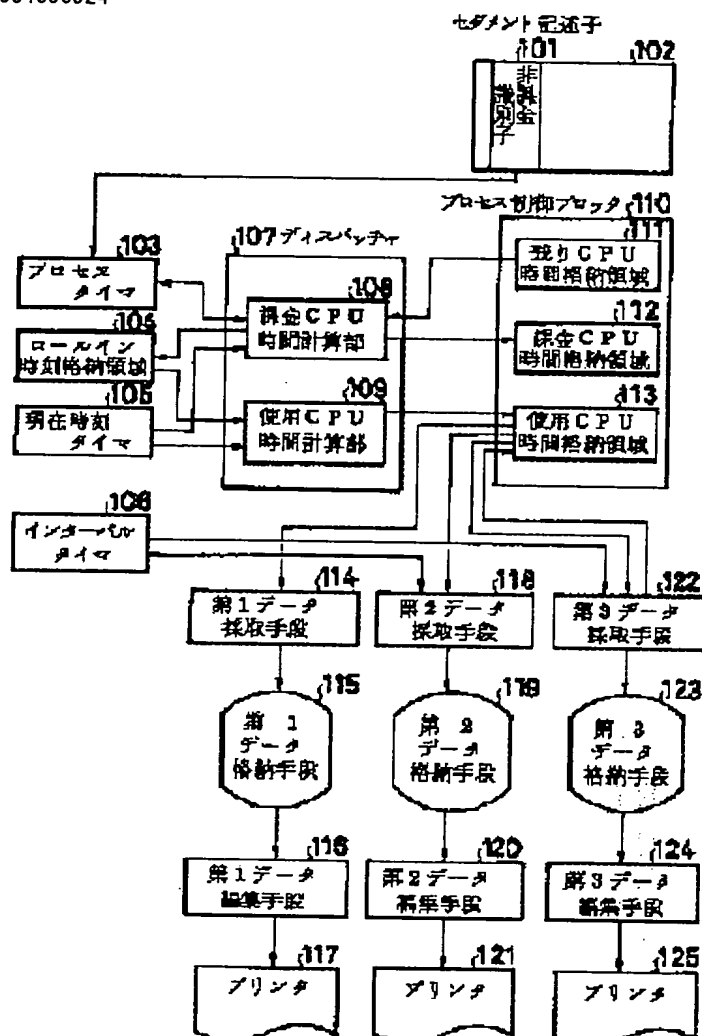 セグメント記述子
101
102
非課金
識別子
プロセス制御ブロック
110
111
残りCPU
時間格納領域
112
課金CPU
時間格納領域
113
使用CPU
時間格納領域
107 ディスパッチャ
108
課金CPU
時間計算部
109
使用CPU
時間計算部
103
プロセス
タイマ
104
ロールイン
時刻格納領域
105
現在時刻
タイマ
106
インターバル
タイマ
114
第1データ
採取手段
118
第2データ
採取手段
122
第3データ
採取手段
115
第1
データ
格納手段
119
第2
データ
格納手段
123
第3
データ
格納手段
116
第1データ
編集手段
120
第2データ
編集手段
124
第3データ
編集手段
117
プリンタ
121
プリンタ
125
プリンタ